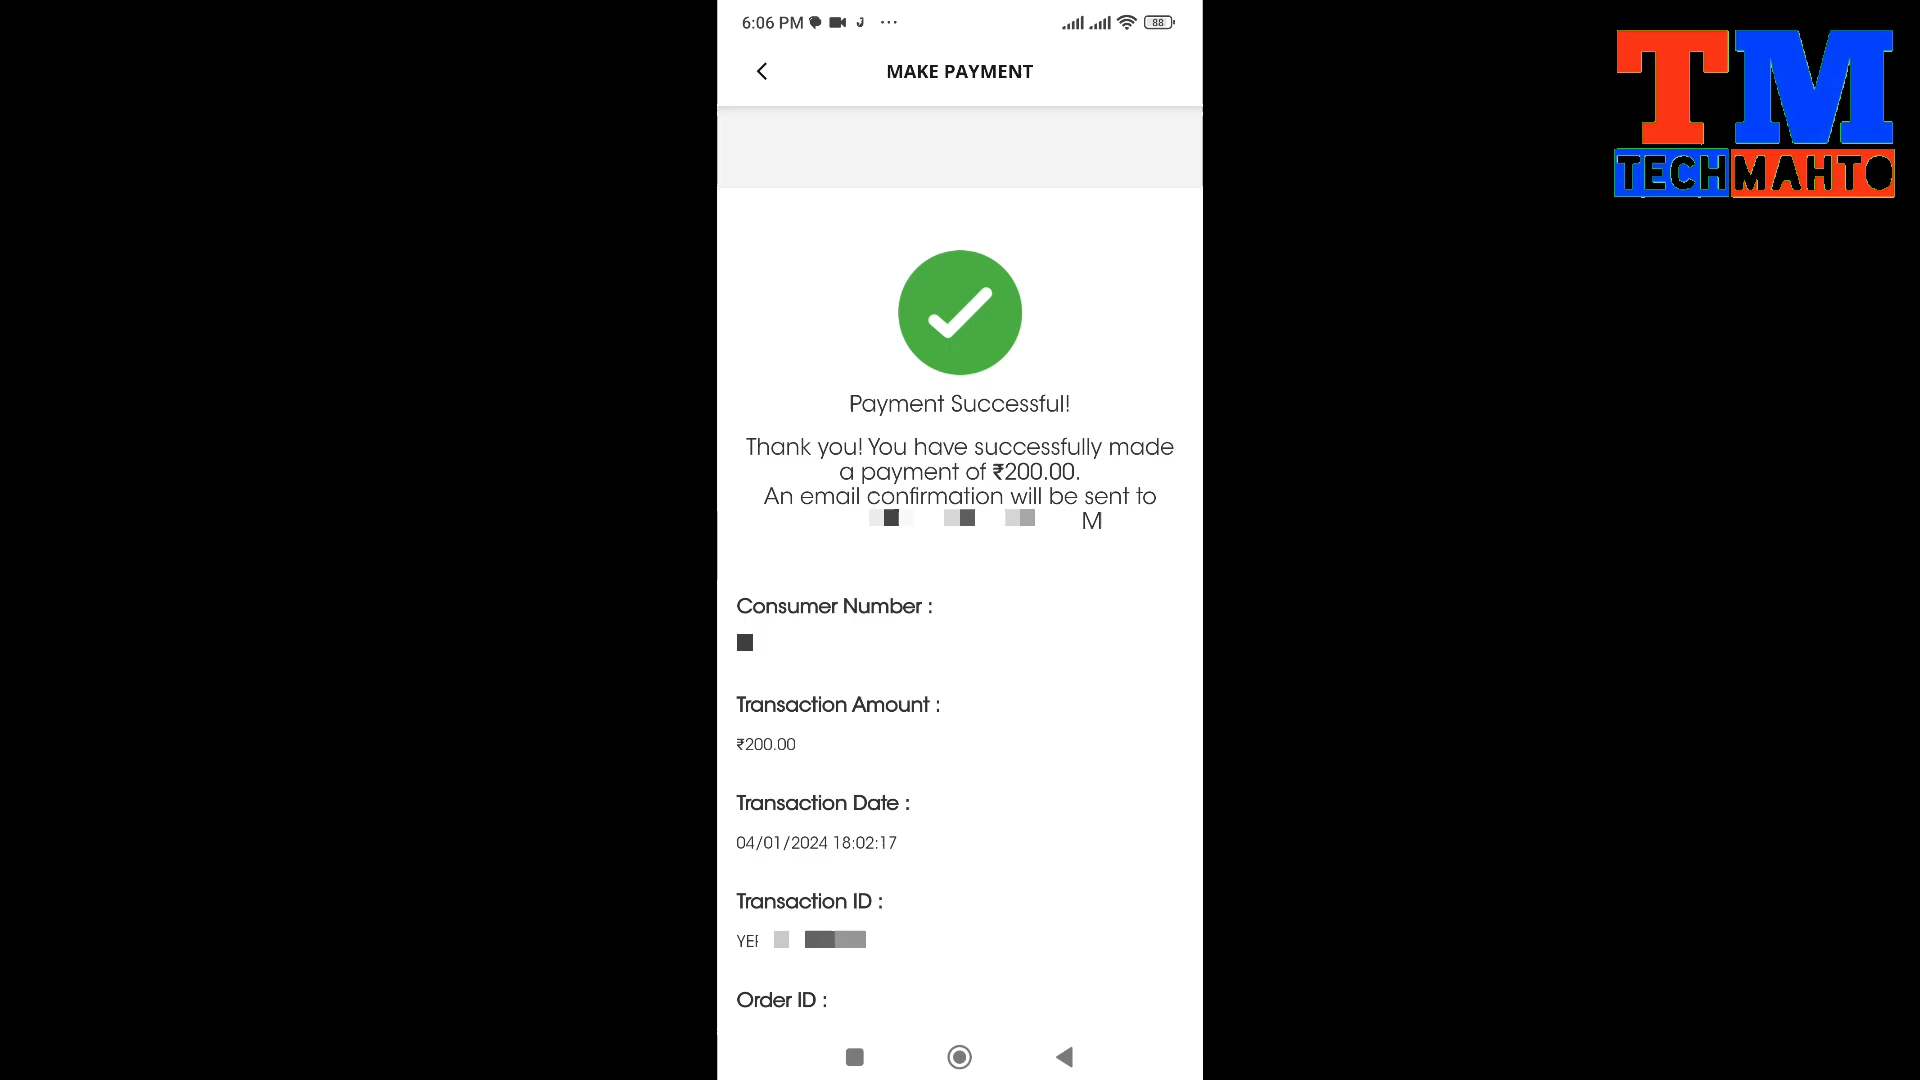 6:06 PM
88
MAKE PAYMENT
TM
TECHMAHTO
Payment Successful!
Thank you! You have successfully made
a payment of ₹200.00.
An email confirmation will be sent to
M
Consumer Number :
Transaction Amount :
₹200.00
Transaction Date :
04/01/2024 18:02:17
Transaction ID :
Order ID :